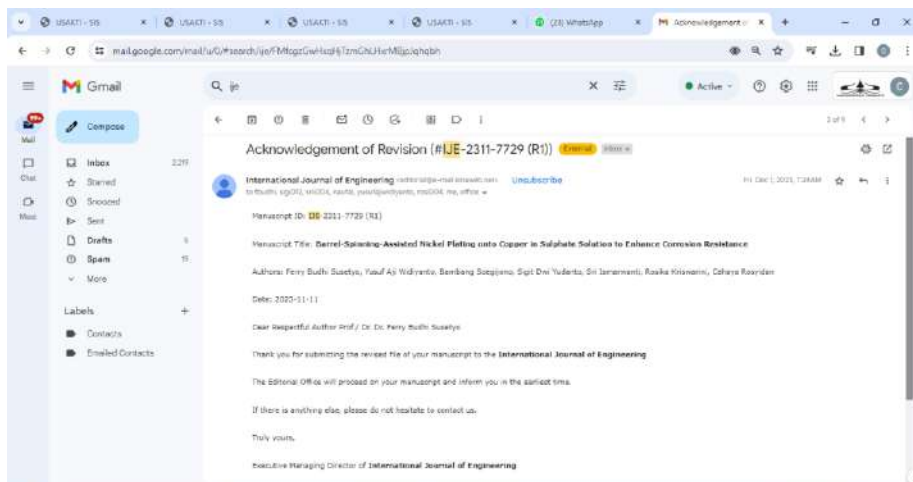 USAKTI - SIS
USAKTI - SIS
USAKTI - SIS
USAKTI - SIS
(23) WhatsApp
Acknowledgement o
Gmail
ije
Active
Compose
Mail
Chat
Meet
Inbox 2,219
Starred
Snoozed
Sent
Drafts
Spam
More
Labels
Contacts
Emailed Contacts
Acknowledgement of Revision (#IJE-2311-7729 (R1)) External Inbox x
International Journal of Engineering Unsubscribe
Manuscript ID: IJE-2311-7729 (R1)
Manuscript Title: Barrel-Spinning-Assisted Nickel Plating onto Copper in Sulphate Solution to Enhance Corrosion Resistance
Authors: Ferry Budhi Susetyo, Yusuf Aji Widiyanto, Bambang Soegijono, Sigit Dwi Yudanto, Sri Ismarwanti, Rosika Kriswarini, Cahaya Rosyidan
Date: 2023-11-11
Dear Respectful Author Prof./ Dr. Dr. Ferry Budhi Susetyo
Thank you for submitting the revised file of your manuscript to the International Journal of Engineering
The Editorial Office will proceed on your manuscript and inform you in the earliest time.
If there is anything else, please do not hesitate to contact us.
Truly yours,
Executive Managing Director of International Journal of Engineering